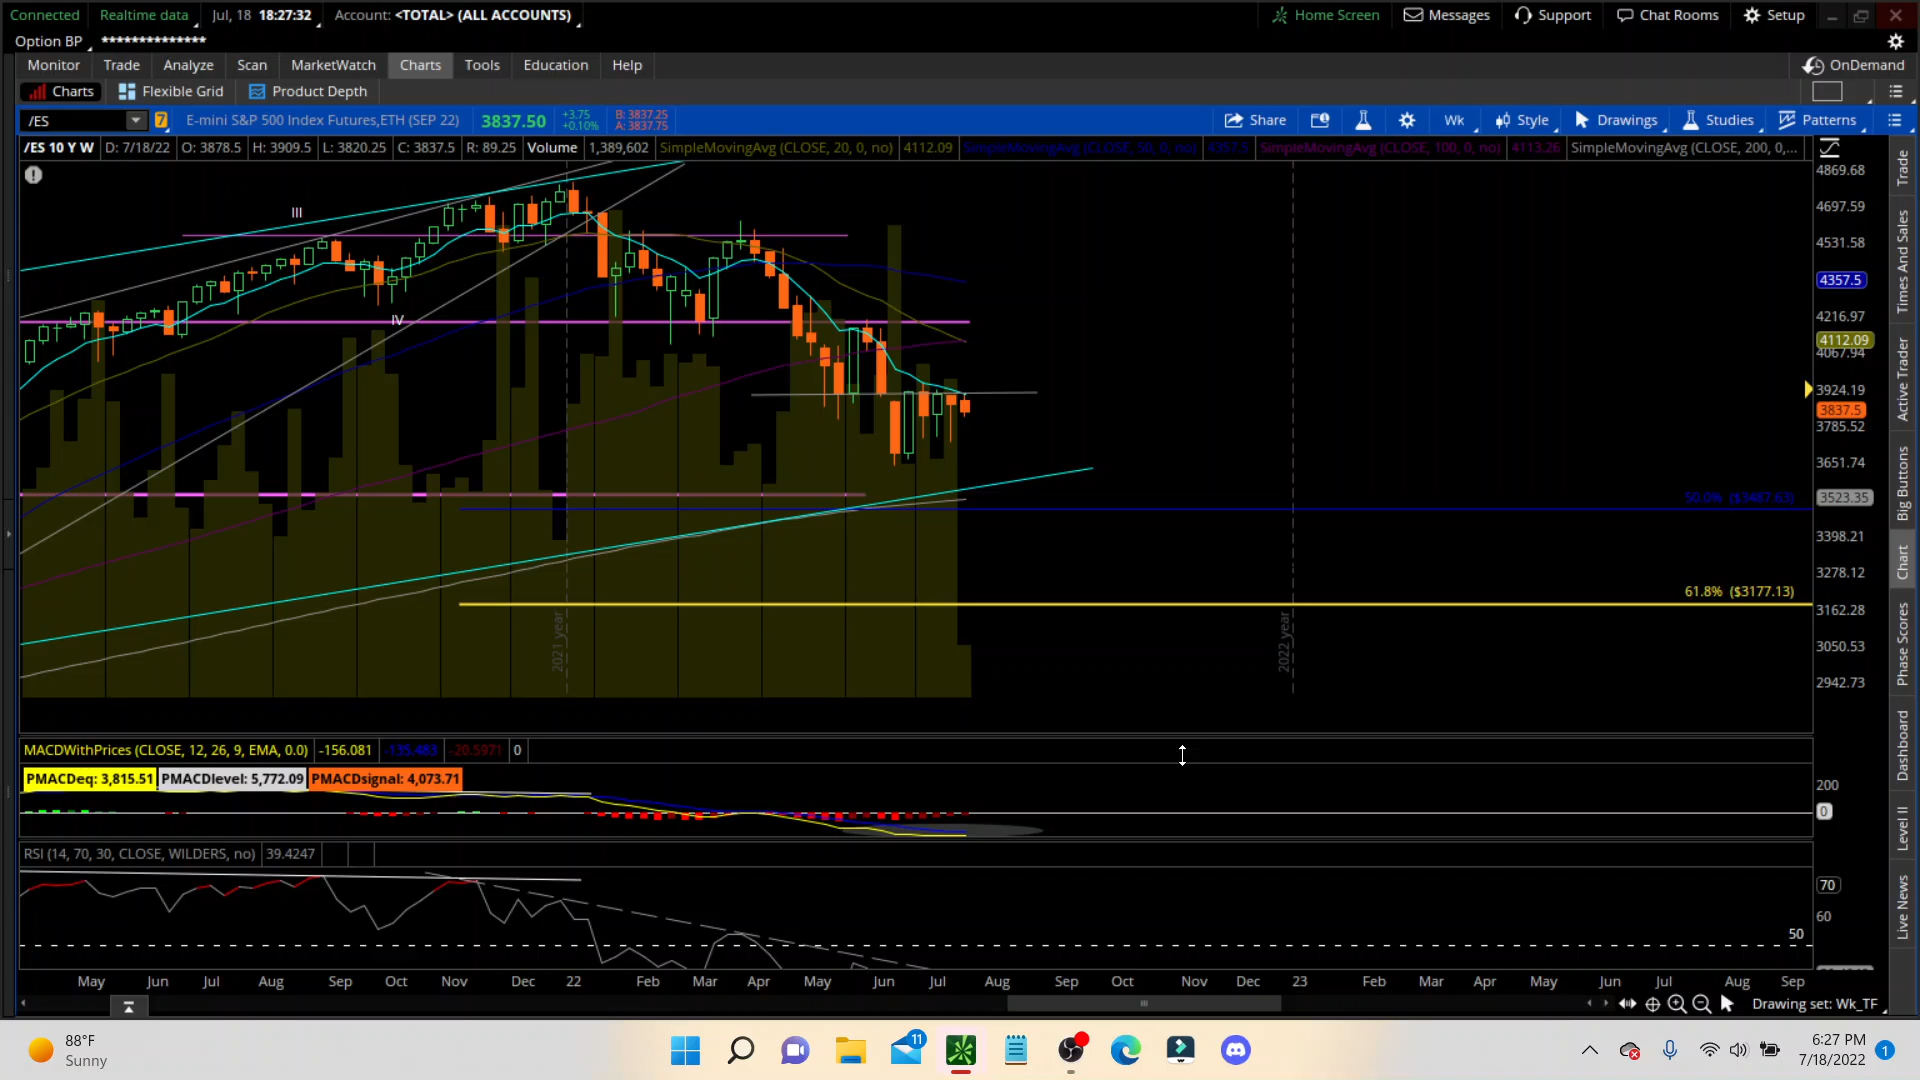 Connected Realtime data Jul, 18 18:27:32 Account: <TOTAL> (ALL ACCOUNTS) Home Screen Messages Support Chat Rooms Setup
Option BP **************
Monitor Trade Analyze Scan MarketWatch Charts Tools Education Help OnDemand
Charts Flexible Grid Product Depth
/ES 7 E-mini S&P 500 Index Futures,ETH (SEP 22) 3837.50 +3.75 +0.10% B: 3837.25 A: 3837.75 Share Wk Style Drawings Studies Patterns
/ES 10 Y W D: 7/18/22 O: 3878.5 H: 3909.5 L: 3820.25 C: 3837.5 R: 89.25 Volume 1,389,602 SimpleMovingAvg (CLOSE, 20, 0, no) 4112.09 SimpleMovingAvg (CLOSE, 50, 0, no) 4357.5 SimpleMovingAvg (CLOSE, 100, 0, no) 4113.26 SimpleMovingAvg (CLOSE, 200, 0,...
4869.68
4697.59
III
4531.58
4357.5
IV
4216.97
4112.09
4067.94
3924.19
3837.5
3785.52
3651.74
50.0% ($3487.63) 3523.35
3398.21
3278.12
61.8% ($3177.13)
3162.28
2021 year
2022 year
3050.53
2942.73
MACDWithPrices (CLOSE, 12, 26, 9, EMA, 0.0) -156.081 -135.483 -20.5971 0
PMACDeq: 3,815.51 PMACDlevel: 5,772.09 PMACDsignal: 4,073.71
200
0
RSI (14, 70, 30, CLOSE, WILDERS, no) 39.4247
70
60
50
May Jun Jul Aug Sep Oct Nov Dec 22 Feb Mar Apr May Jun Jul Aug Sep Oct Nov Dec 23 Feb Mar Apr May Jun Jul Aug Sep
Drawing set: Wk_TF
Trade
Times And Sales
Active Trader
Big Buttons
Chart
Phase Scores
Dashboard
Level II
Live News
88°F
Sunny
11
6:27 PM
7/18/2022
1